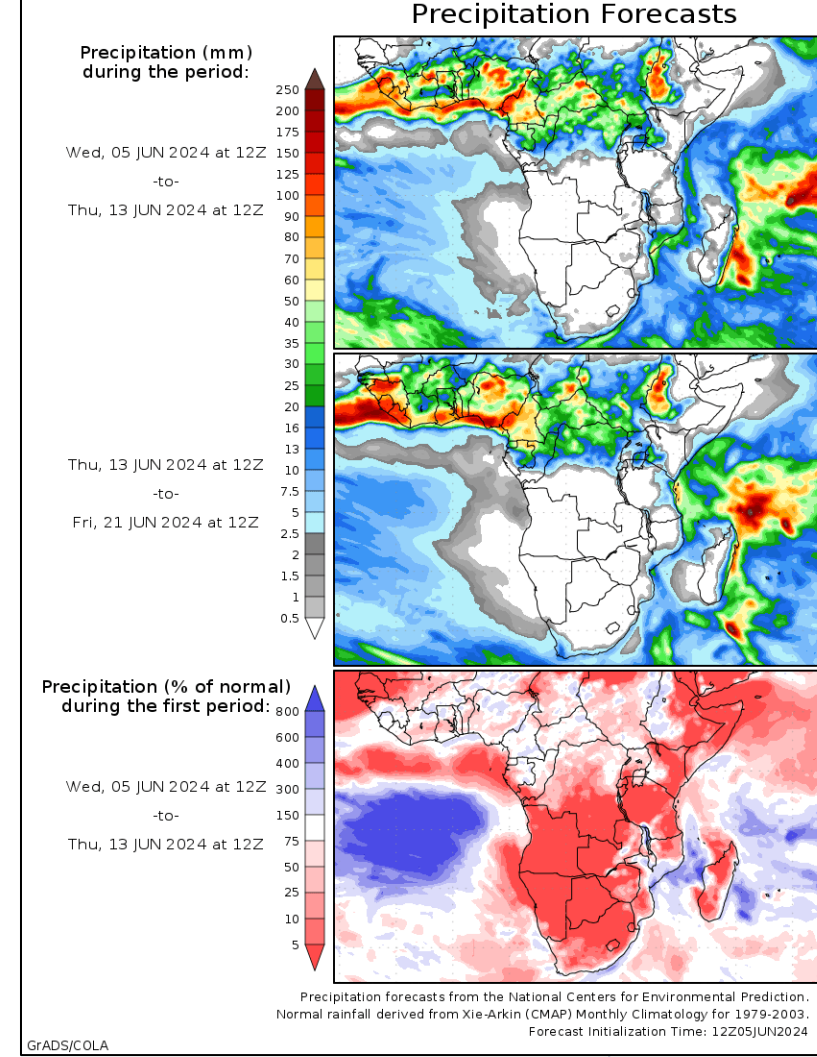 Precipitation Forecasts
Precipitation (mm)
during the period:
Wed, 05 JUN 2024 at 12Z
-to-
Thu, 13 JUN 2024 at 12Z
250
200
175
150
125
100
90
80
70
60
50
40
35
30
25
20
16
13
10
7.5
5
2.5
2
1.5
1
0.5
Thu, 13 JUN 2024 at 12Z
-to-
Fri, 21 JUN 2024 at 12Z
Precipitation (% of normal)
during the first period:
Wed, 05 JUN 2024 at 12Z
-to-
Thu, 13 JUN 2024 at 12Z
800
600
400
300
150
75
50
25
10
5
Precipitation forecasts from the National Centers for Environmental Prediction.
Normal rainfall derived from Xie-Arkin (CMAP) Monthly Climatology for 1979-2003.
Forecast Initialization Time: 12Z05JUN2024
GrADS/COLA